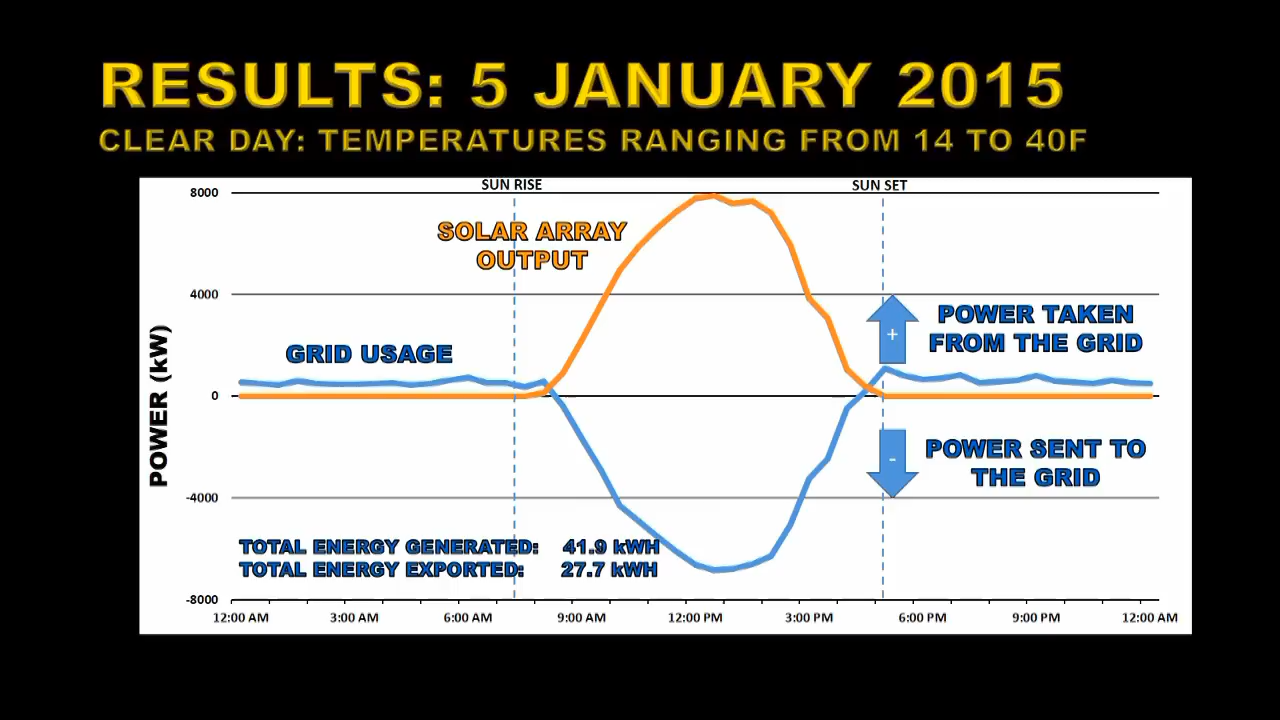 RESULTS: 5 JANUARY 2015
CLEAR DAY: TEMPERATURES RANGING FROM 14 TO 40F
SUN RISE
SUN SET
8000
SOLAR ARRAY
OUTPUT
4000
POWER TAKEN
FROM THE GRID
+
GRID USAGE
0
POWER (kW)
POWER SENT TO
THE GRID
-
-4000
TOTAL ENERGY GENERATED: 41.9 kWH
TOTAL ENERGY EXPORTED: 27.7 kWH
-8000
12:00 AM 3:00 AM 6:00 AM 9:00 AM 12:00 PM 3:00 PM 6:00 PM 9:00 PM 12:00 AM